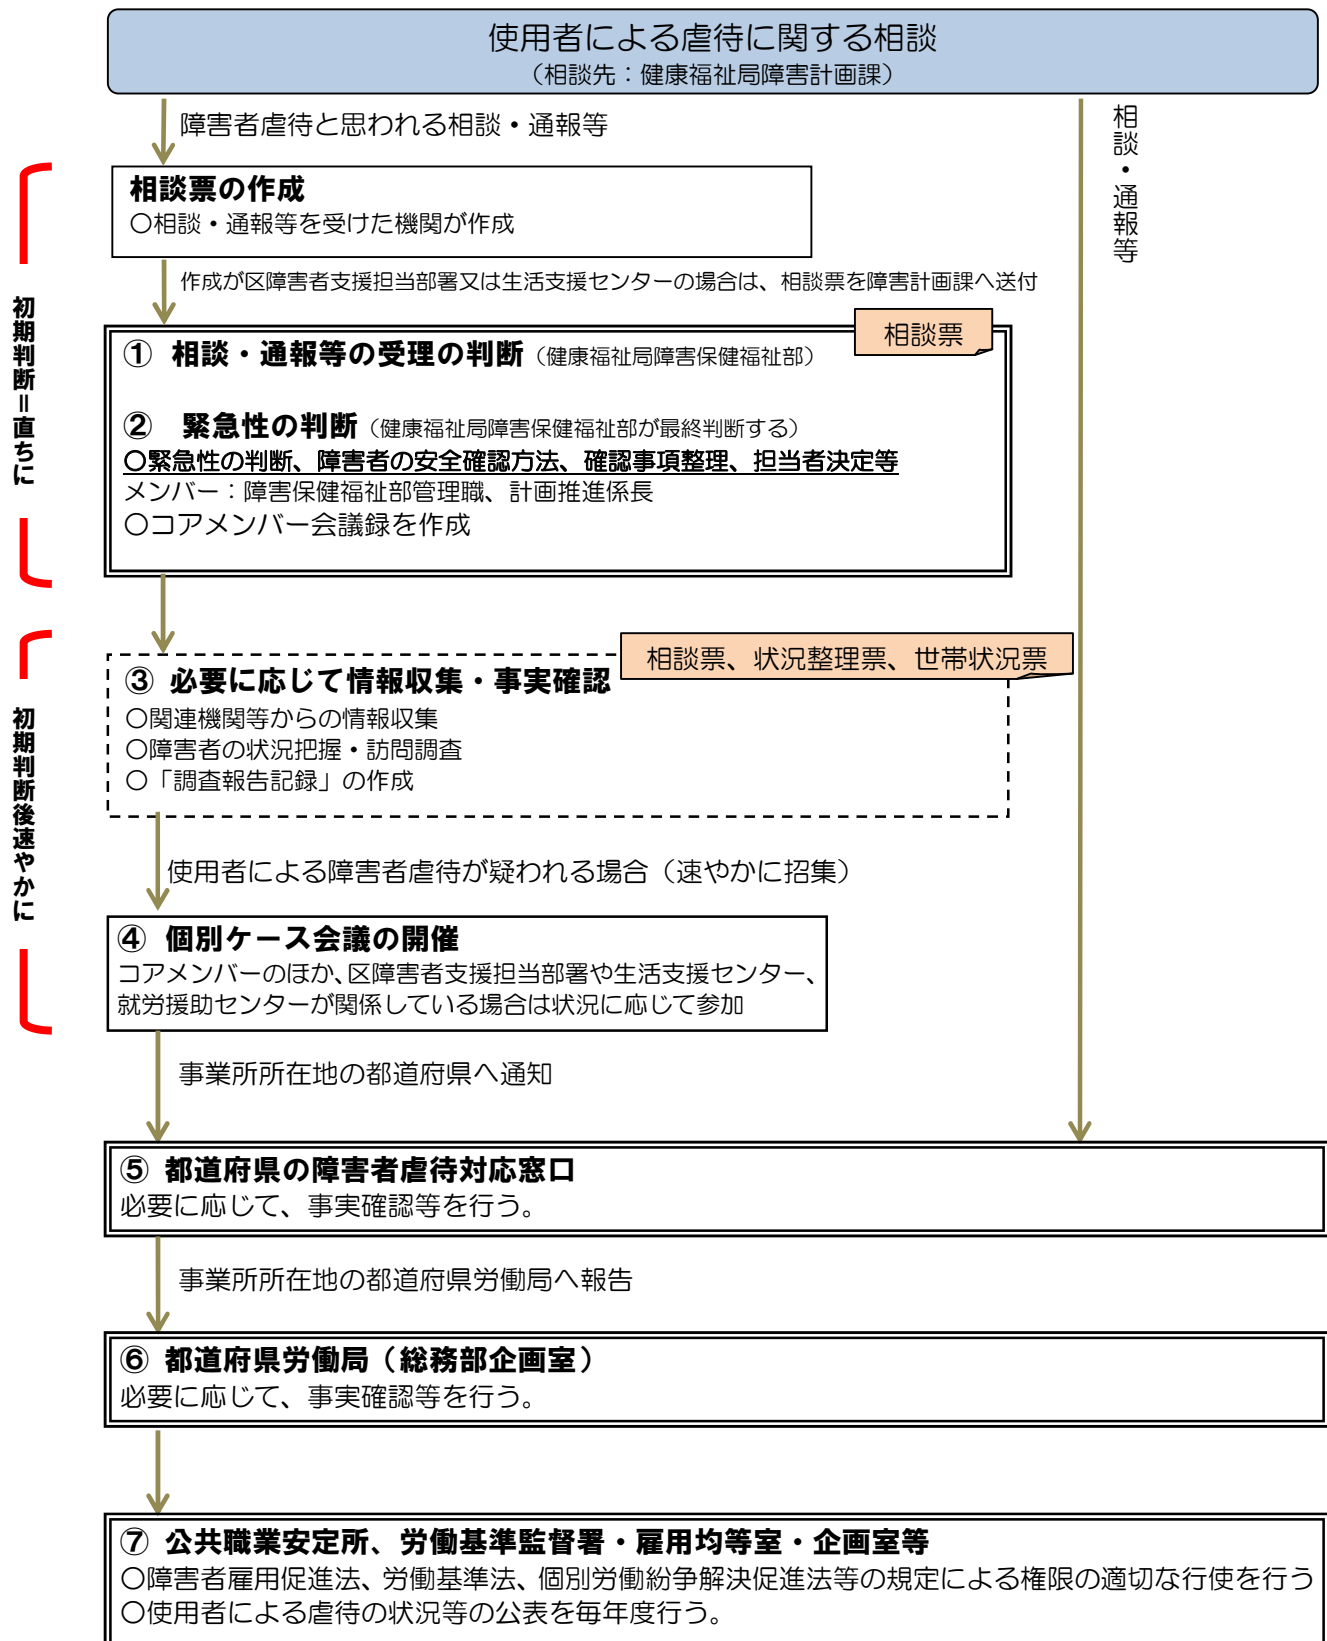 使用者による虐待に関する相談
（相談先：健康福祉局障害計画課）
障害者虐待と思われる相談・通報等
相談・通報等
相談票の作成
○相談・通報等を受けた機関が作成
初期判断＝直ちに
作成が区障害者支援担当部署又は生活支援センターの場合は、相談票を障害計画課へ送付
相談票
① 相談・通報等の受理の判断（健康福祉局障害保健福祉部）
② 緊急性の判断（健康福祉局障害保健福祉部が最終判断する）
○緊急性の判断、障害者の安全確認方法、確認事項整理、担当者決定等
メンバー：障害保健福祉部管理職、計画推進係長
○コアメンバー会議録を作成
初期判断後速やかに
相談票、状況整理票、世帯状況票
③ 必要に応じて情報収集・事実確認
○関連機関等からの情報収集
○障害者の状況把握・訪問調査
○「調査報告記録」の作成
使用者による障害者虐待が疑われる場合（速やかに招集）
④ 個別ケース会議の開催
コアメンバーのほか、区障害者支援担当部署や生活支援センター、
就労援助センターが関係している場合は状況に応じて参加
事業所所在地の都道府県へ通知
⑤ 都道府県の障害者虐待対応窓口
必要に応じて、事実確認等を行う。
事業所所在地の都道府県労働局へ報告
⑥ 都道府県労働局（総務部企画室）
必要に応じて、事実確認等を行う。
⑦ 公共職業安定所、労働基準監督署・雇用均等室・企画室等
○障害者雇用促進法、労働基準法、個別労働紛争解決促進法等の規定による権限の適切な行使を行う
○使用者による虐待の状況等の公表を毎年度行う。